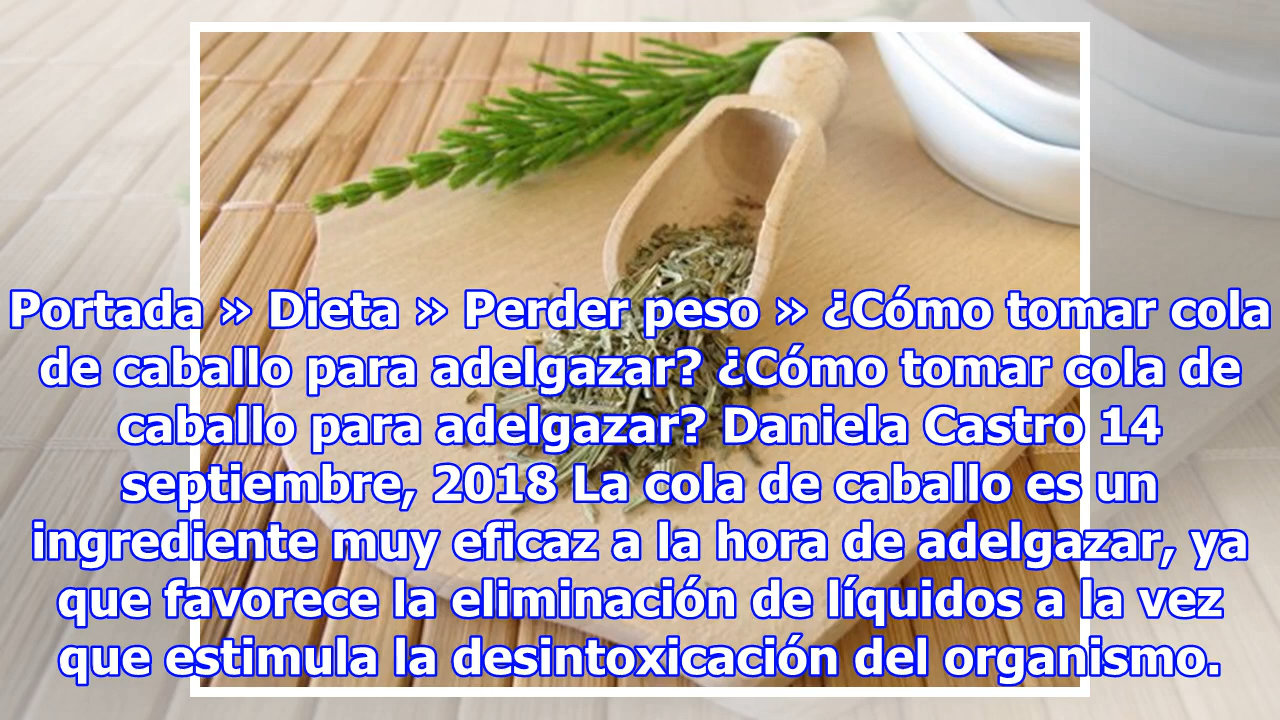 Portada » Dieta » Perder peso » ¿Cómo tomar cola
de caballo para adelgazar? ¿Cómo tomar cola de
caballo para adelgazar? Daniela Castro 14
septiembre, 2018 La cola de caballo es un
ingrediente muy eficaz a la hora de adelgazar, ya
que favorece la eliminación de líquidos a la vez
que estimula la desintoxicación del organismo.